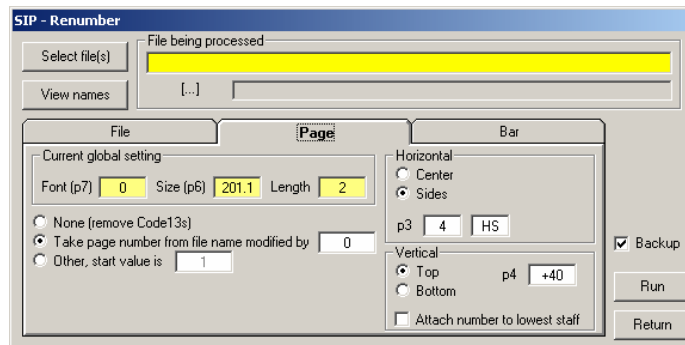 SIP - Renumber
Select file(s)
File being processed
View names
[...]
File
Page
Bar
Current global setting
Font (p7) 0 Size (p6) 201.1 Length 2
None (remove Code13s)
Take page number from file name modified by 0
Other, start value is 1
Horizontal
Center
Sides
p3 4 HS
Vertical
Top p4 +40
Bottom
Attach number to lowest staff
Backup
Run
Return